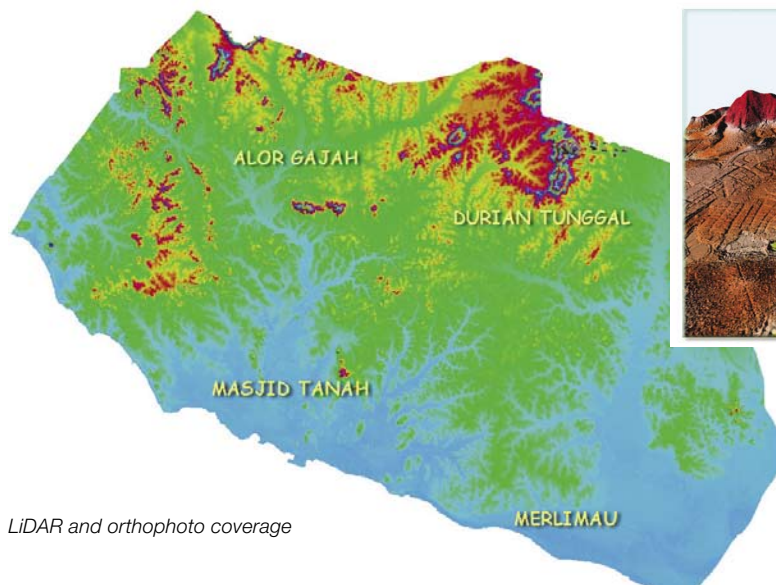 ALOR GAJAH
DURIAN TUNGGAL
MASJID TANAH
MERLIMAU
LiDAR and orthophoto coverage